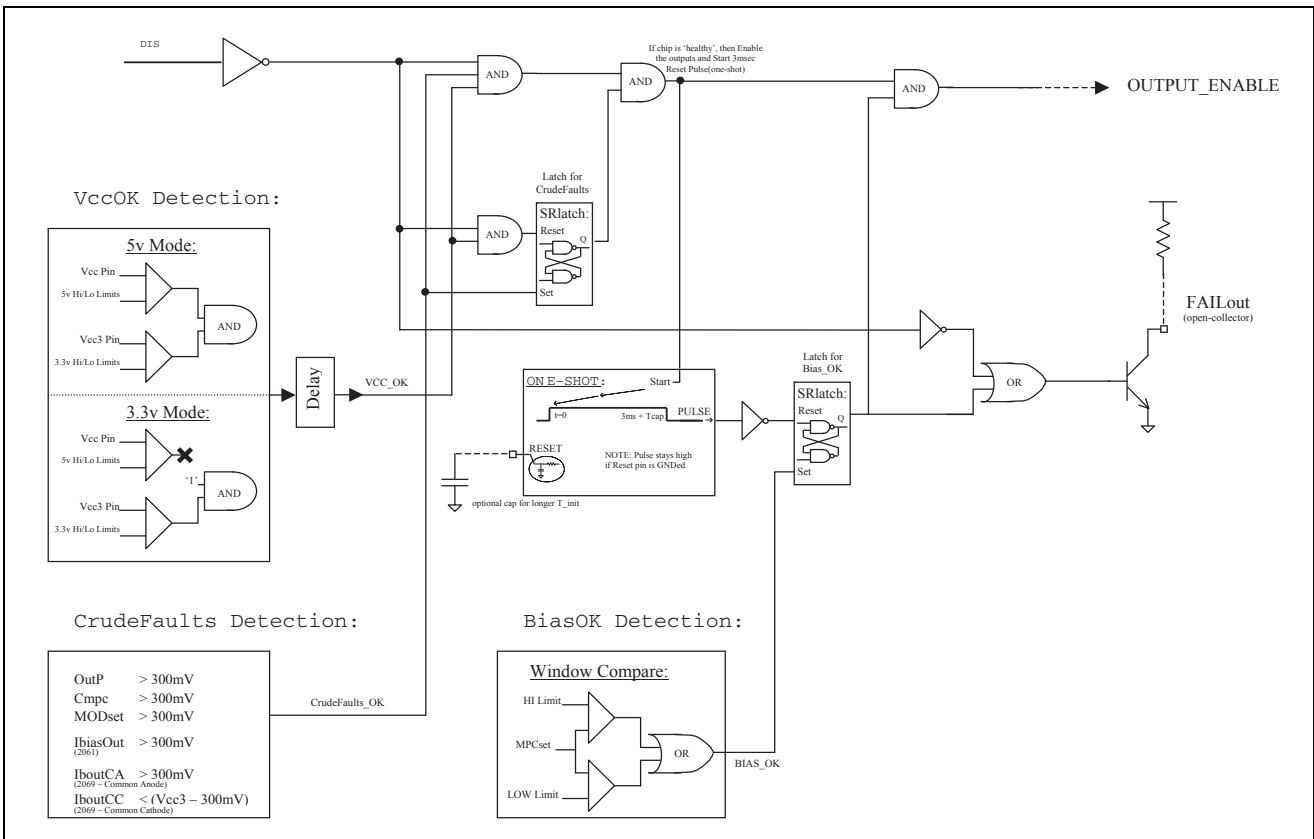 DIS
If chip is 'healthy', then Enable
the outputs and Start 3msec
Reset Pulse(one-shot)
AND
AND
AND
OUTPUT_ENABLE
VccOK Detection:
Latch for
CrudeFaults
SRlatch:
Reset
Q
Set
AND
5v Mode:
Vcc Pin
5v Hi/Lo Limits
AND
Vcc3 Pin
3.3v Hi/Lo Limits
3.3v Mode:
Vcc Pin
5v Hi/Lo Limits
'1'
AND
Vcc3 Pin
3.3v Hi/Lo Limits
Delay
VCC_OK
FAILout
(open-collector)
ONE-SHOT:
Start
t=0
3ms + Tcap
PULSE
RESET
NOTE: Pulse stays high
if Reset pin is GNDed.
optional cap for longer T_init
Latch for
Bias_OK
SRlatch:
Reset
Q
Set
OR
CrudeFaults Detection:
OutP > 300mV
Cmpc > 300mV
MODset > 300mV
IbiasOut > 300mV
(2061)
IboutCA > 300mV
(2069 – Common Anode)
IboutCC < (Vcc3 – 300mV)
(2069 – Common Cathode)
CrudeFaults_OK
BiasOK Detection:
Window Compare:
HI Limit
MPCset
LOW Limit
OR
BIAS_OK